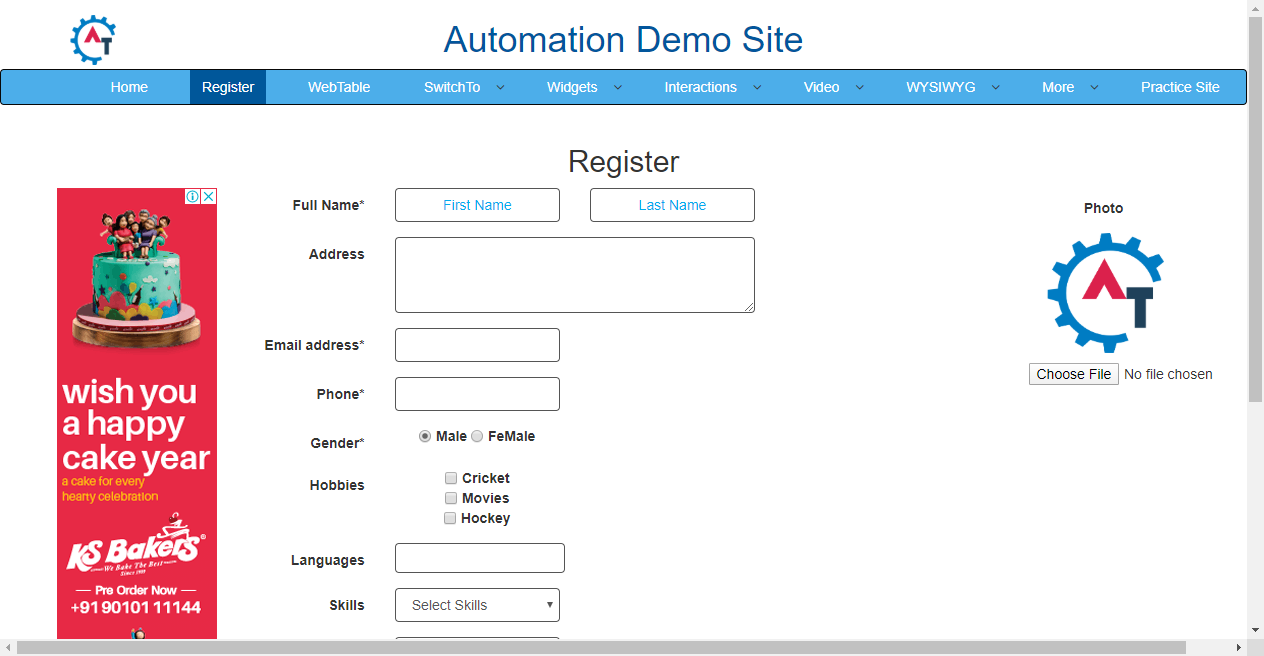 AT
Automation Demo Site
Home Register WebTable SwitchTo Widgets Interactions Video WYSIWYG More Practice Site
Register
Full Name* First Name Last Name
Address
Email address*
Phone*
Gender* Male FeMale
Hobbies Cricket
Movies
Hockey
Languages
Skills Select Skills
Photo
AT
Choose File No file chosen
wish you
a happy
cake year
a cake for every
hearty celebration
KS Bakers®
We Bake The Best
Since 1995
Pre Order Now
+91 90101 11144